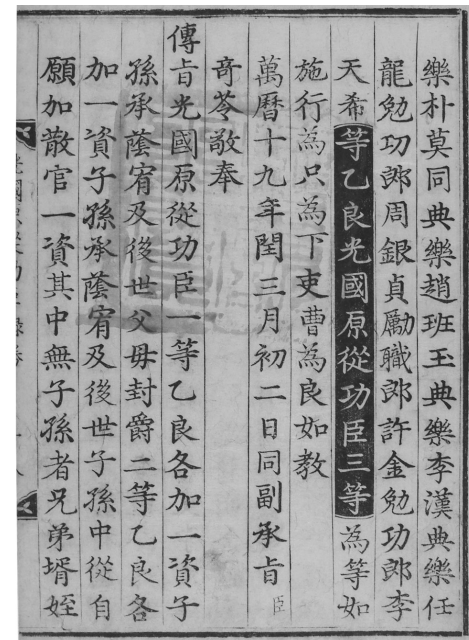 樂朴莫同典樂趙班玉典樂李漢典樂任
龍勉功郎周銀貞勵職郎許金勉功郎李
天希等乙良光國原從功臣三等為等如
施行為只為下吏曹為良如教
萬曆十九年閏三月初二日同副承旨臣
奇苓敬奉
傳旨光國原從功臣一等乙良各加一資子
孫承蔭宥及後世父母封爵二等乙良各
加一資子孫承蔭宥及後世子孫中從自
願加散官一資其中無子孫者兄弟壻姪